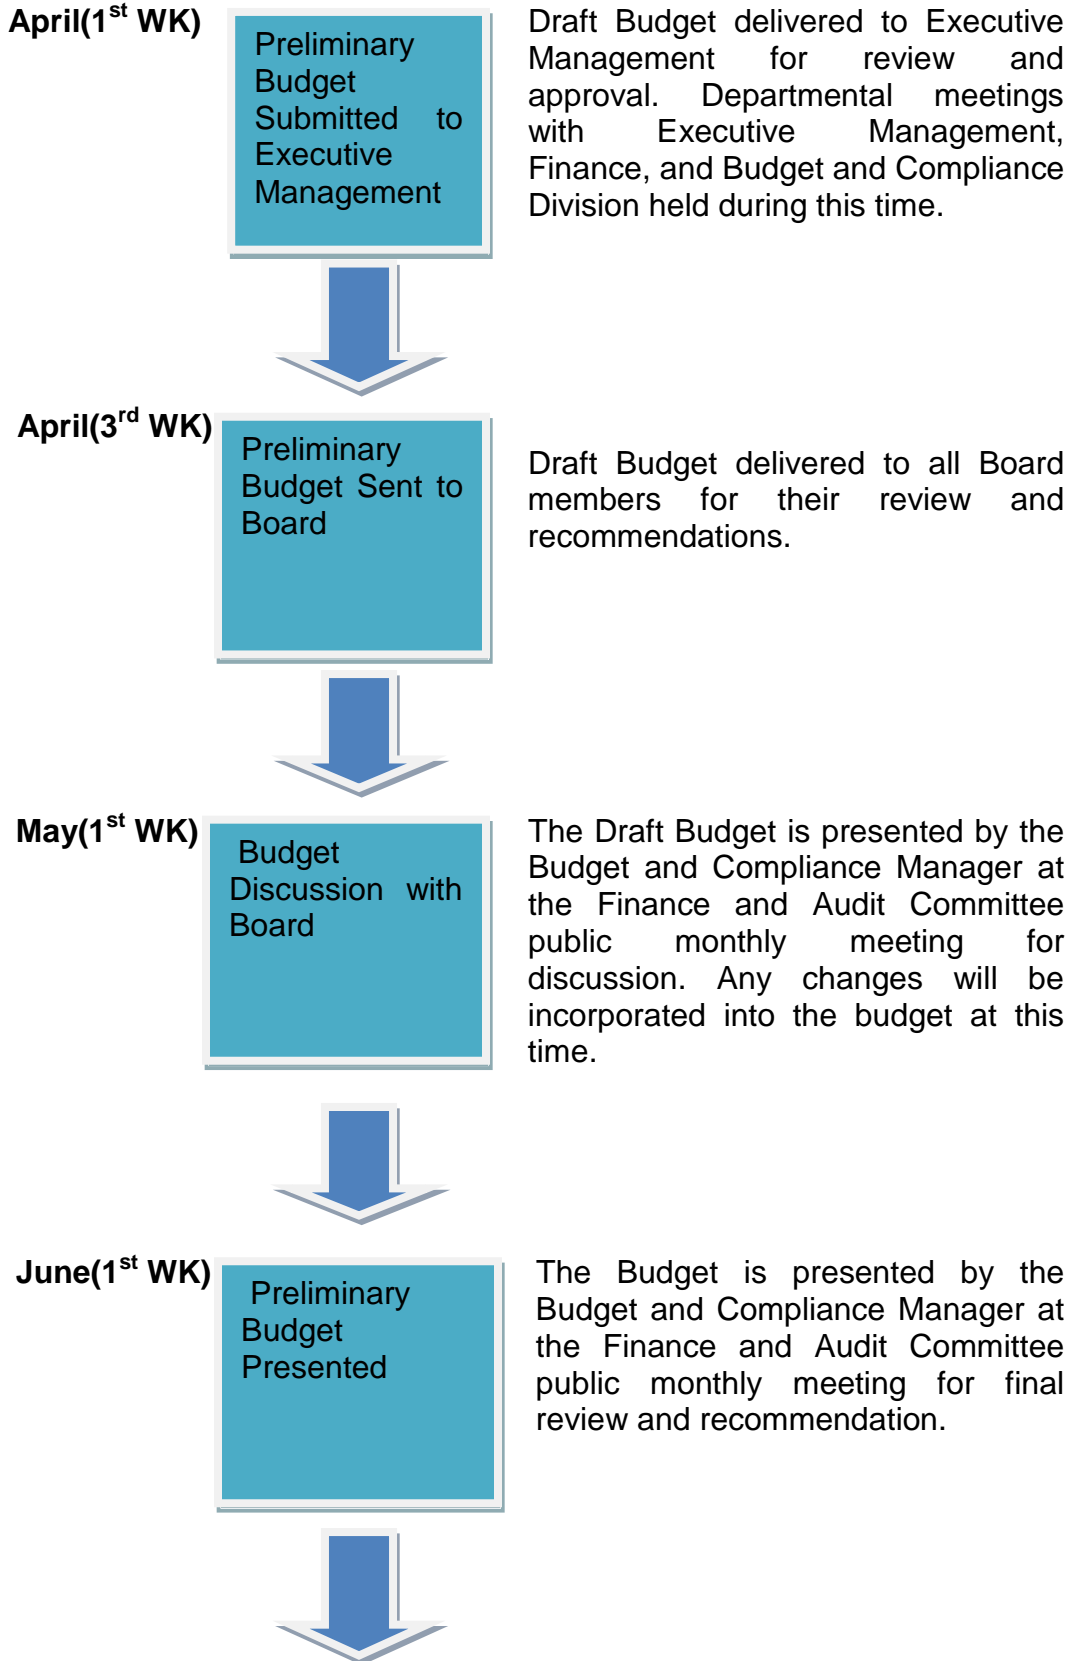 April(1st WK)
Preliminary
Budget
Submitted to
Executive
Management
Draft Budget delivered to Executive
Management for review and
approval. Departmental meetings
with Executive Management,
Finance, and Budget and Compliance
Division held during this time.
April(3rd WK)
Preliminary
Budget Sent to
Board
Draft Budget delivered to all Board
members for their review and
recommendations.
May(1st WK)
Budget
Discussion with
Board
The Draft Budget is presented by the
Budget and Compliance Manager at
the Finance and Audit Committee
public monthly meeting for
discussion. Any changes will be
incorporated into the budget at this
time.
June(1st WK)
Preliminary
Budget
Presented
The Budget is presented by the
Budget and Compliance Manager at
the Finance and Audit Committee
public monthly meeting for final
review and recommendation.